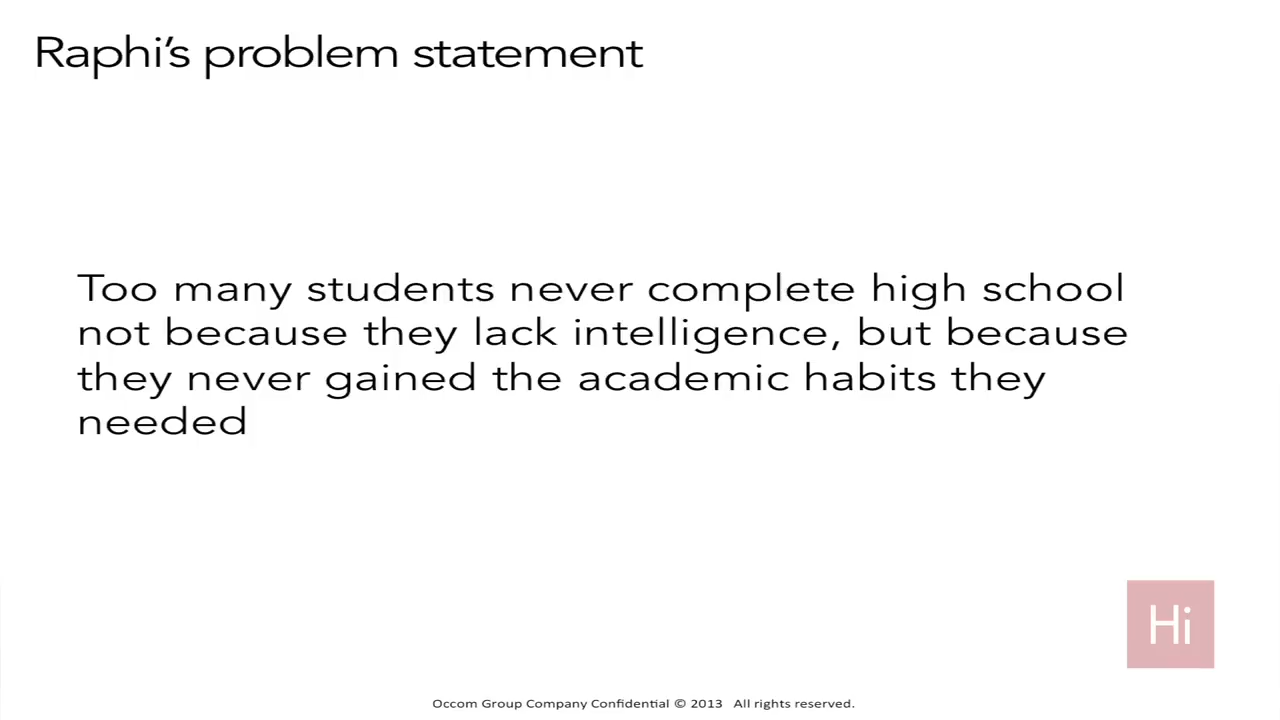 Raphi’s problem statement
Too many students never complete high school
not because they lack intelligence, but because
they never gained the academic habits they
needed
Hi
Occom Group Company Confidential © 2013 All rights reserved.